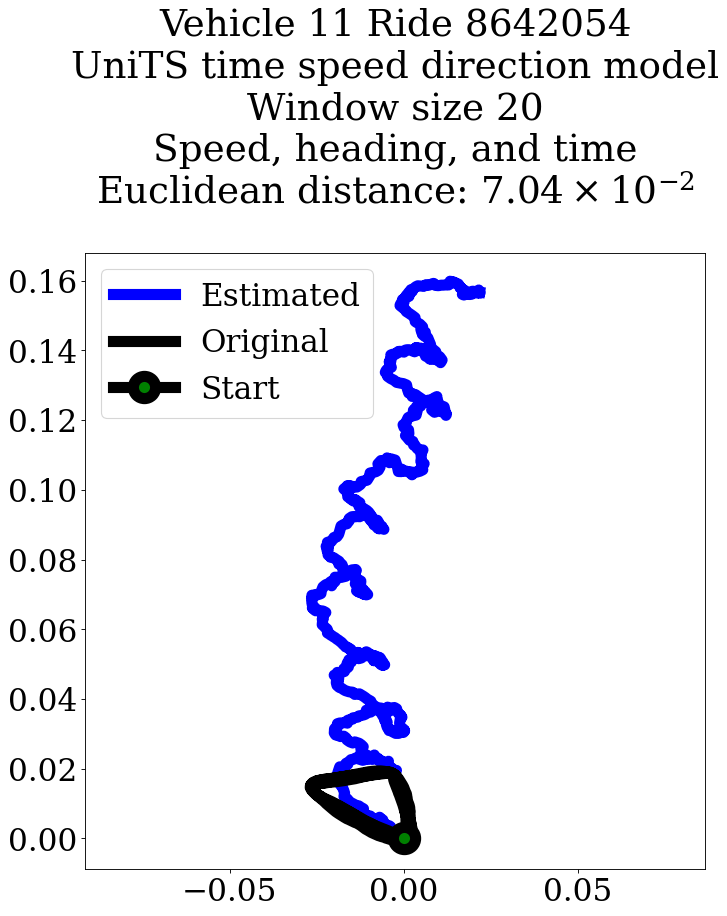 Vehicle 11 Ride 8642054
UniTS time speed direction model
Window size 20
Speed, heading, and time
Euclidean distance: 7.04 × 10⁻²
Estimated
Original
Start
0.16
0.14
0.12
0.10
0.08
0.06
0.04
0.02
0.00
−0.05 0.00 0.05